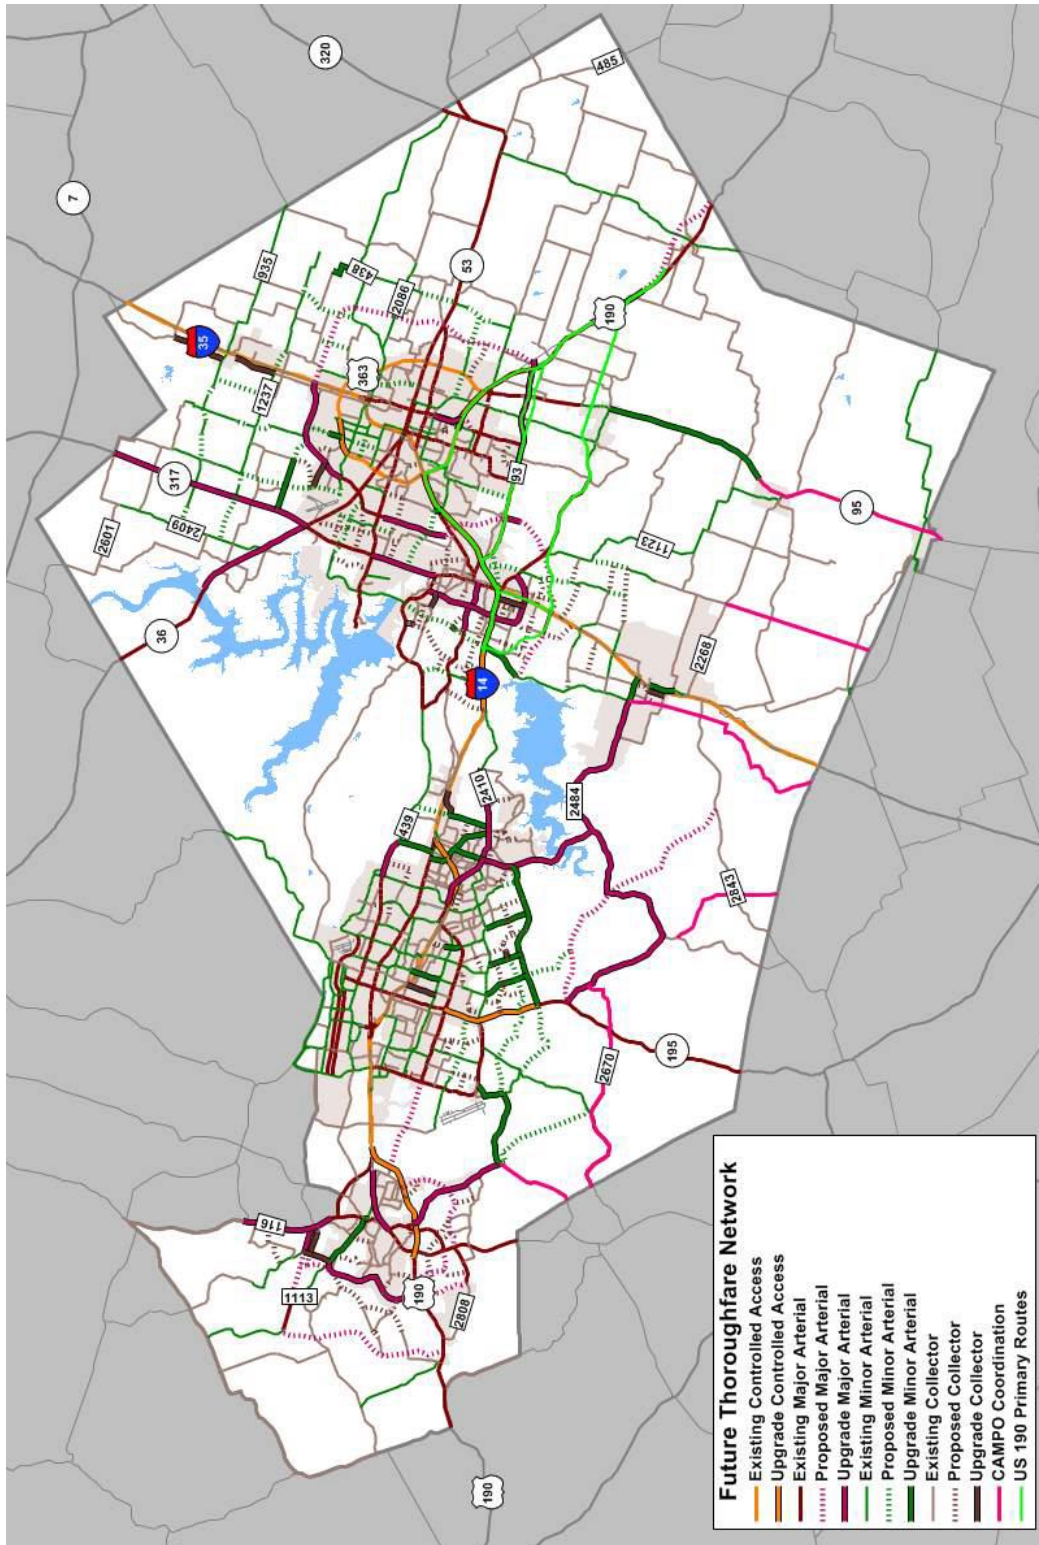 485
320
7
935
438
2086
53
190
35
363
1237
317
2409
2601
93
36
1123
95
2268
14
2410
439
2484
2843
2670
195
116
1113
190
2808
190
Future Thoroughfare Network
Existing Controlled Access
Upgrade Controlled Access
Existing Major Arterial
Proposed Major Arterial
Upgrade Major Arterial
Existing Minor Arterial
Proposed Minor Arterial
Upgrade Minor Arterial
Existing Collector
Proposed Collector
Upgrade Collector
CAMPO Coordination
US 190 Primary Routes